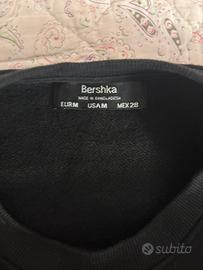 Bershka
MADE IN BANGLADESH
EUR M USA M MEX 28
subito